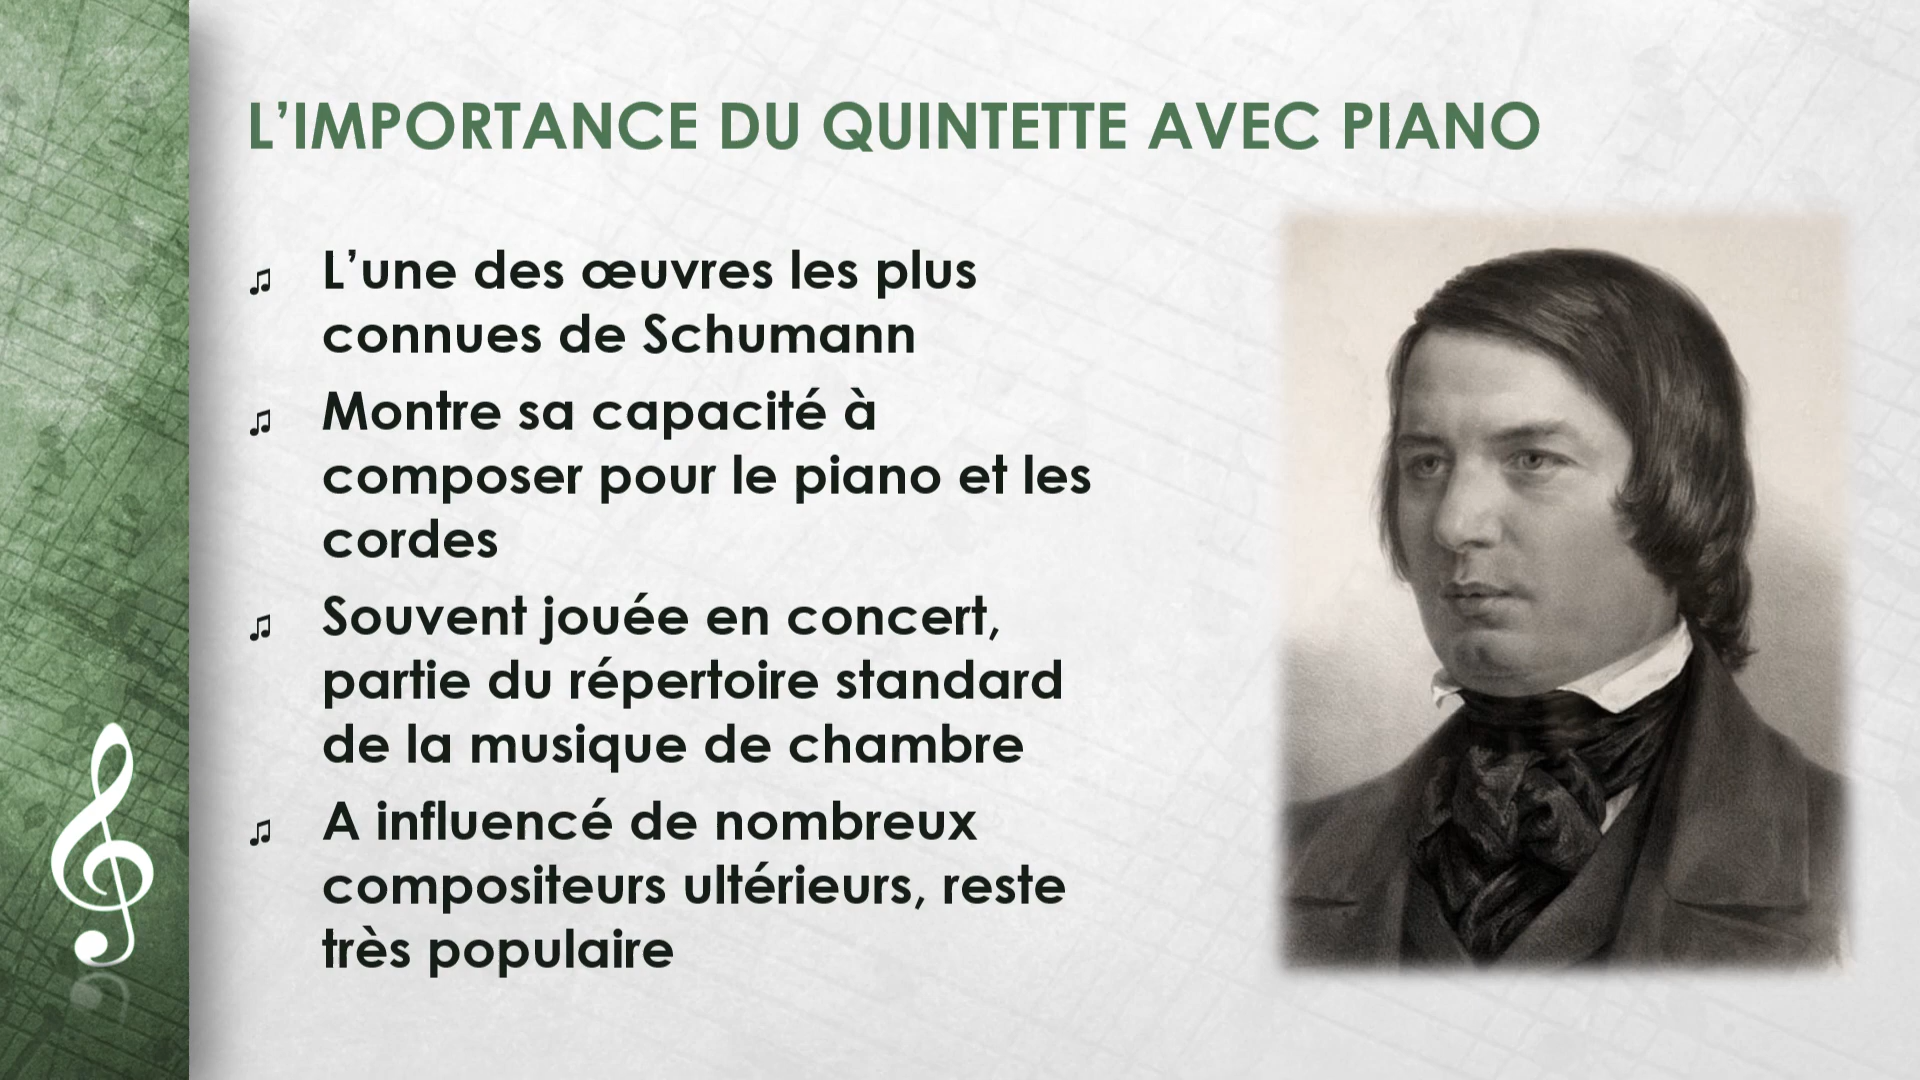 L’IMPORTANCE DU QUINTETTE AVEC PIANO
♫ L’une des œuvres les plus
connues de Schumann
♫ Montre sa capacité à
composer pour le piano et les
cordes
♫ Souvent jouée en concert,
partie du répertoire standard
de la musique de chambre
♫ A influencé de nombreux
compositeurs ultérieurs, reste
très populaire